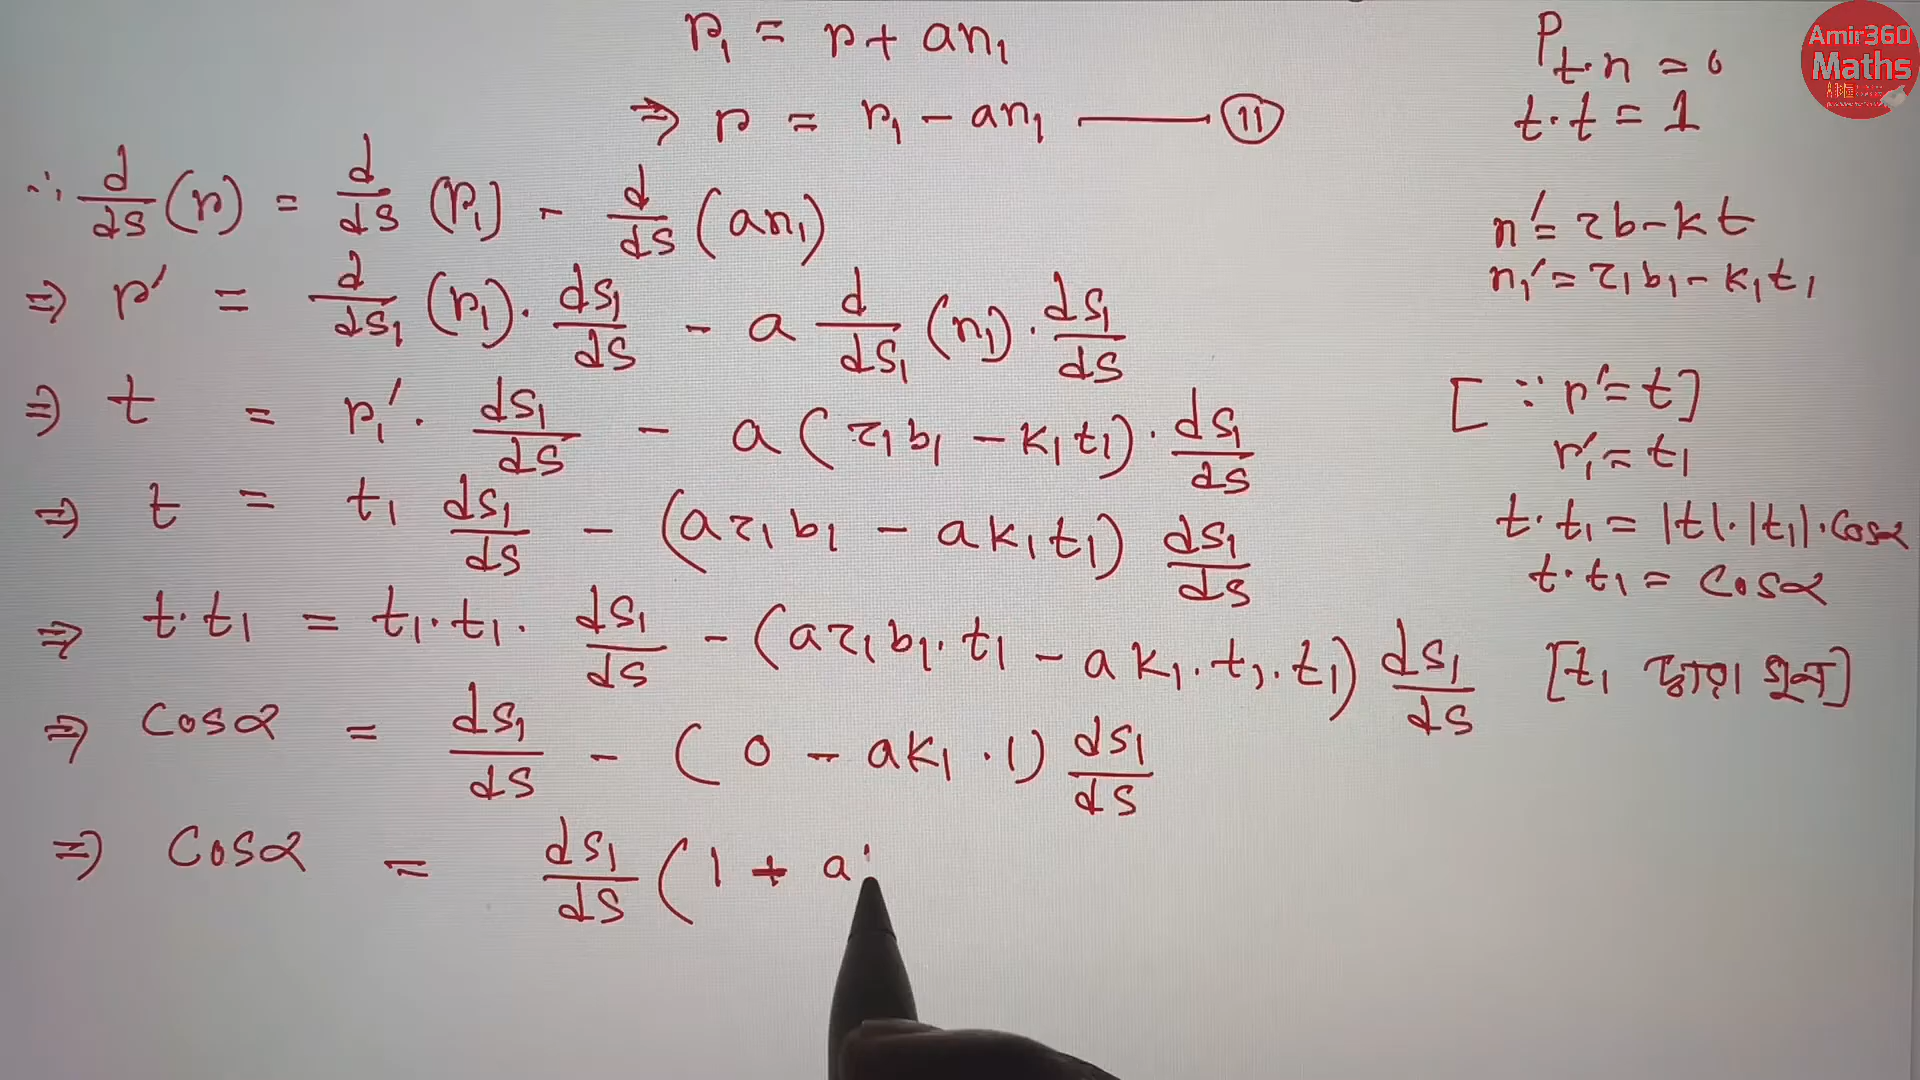 r₁ = r + an₁
⇒ r = r₁ - an₁ —— (11)
∴ d/ds (r) = d/ds (r₁) - d/ds (an₁)
⇒ r′ = d/ds₁ (r₁) · ds₁/ds - a d/ds₁ (n₁) · ds₁/ds
⇒ t = r₁′ · ds₁/ds - a (τ₁b₁ - k₁t₁) · ds₁/ds
⇒ t = t₁ ds₁/ds - (aτ₁b₁ - ak₁t₁) ds₁/ds
⇒ t·t₁ = t₁·t₁· ds₁/ds - (aτ₁b₁·t₁ - ak₁·t₁·t₁) ds₁/ds [t₁ দ্বারা গুন]
⇒ Cosα = ds₁/ds - (0 - ak₁·1) ds₁/ds
⇒ Cosα = ds₁/ds (1 + a
P
t·n = 0
t·t = 1
n′ = τb - kt
n₁′ = τ₁b₁ - k₁t₁
[∵ r′ = t]
r₁′ = t₁
t·t₁ = |t|·|t₁|·Cosα
t·t₁ = Cosα
Amir360
Maths